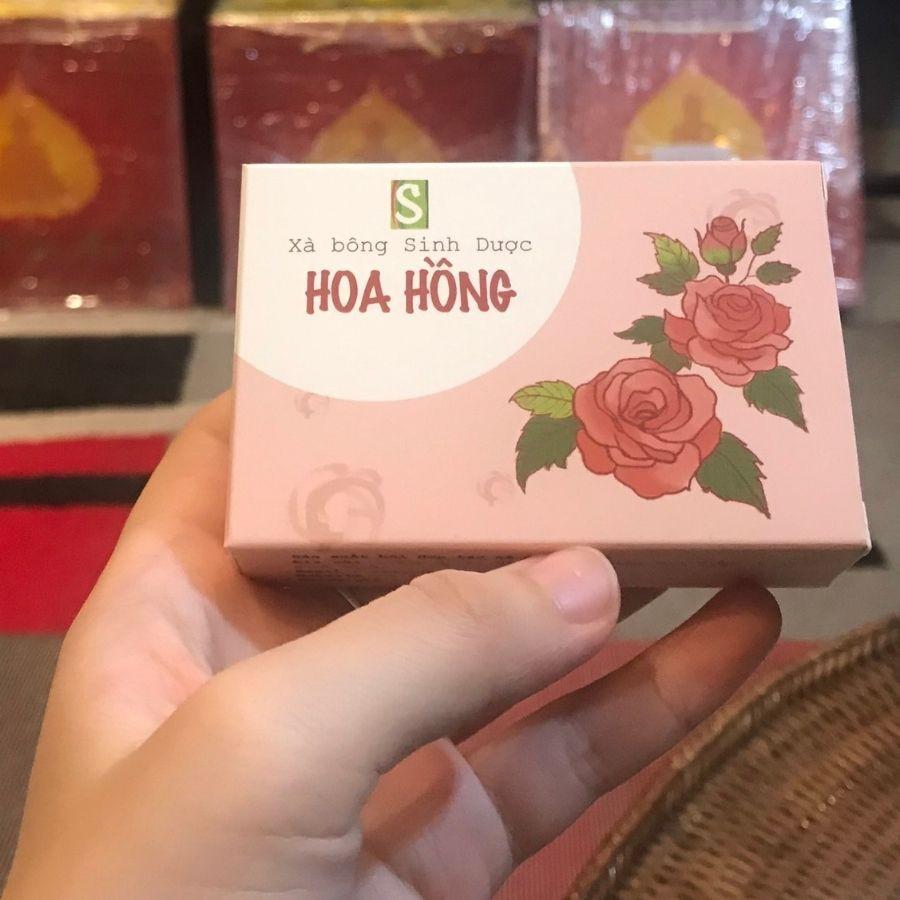 S
Xà bông Sinh Dược
HOA HỒNG